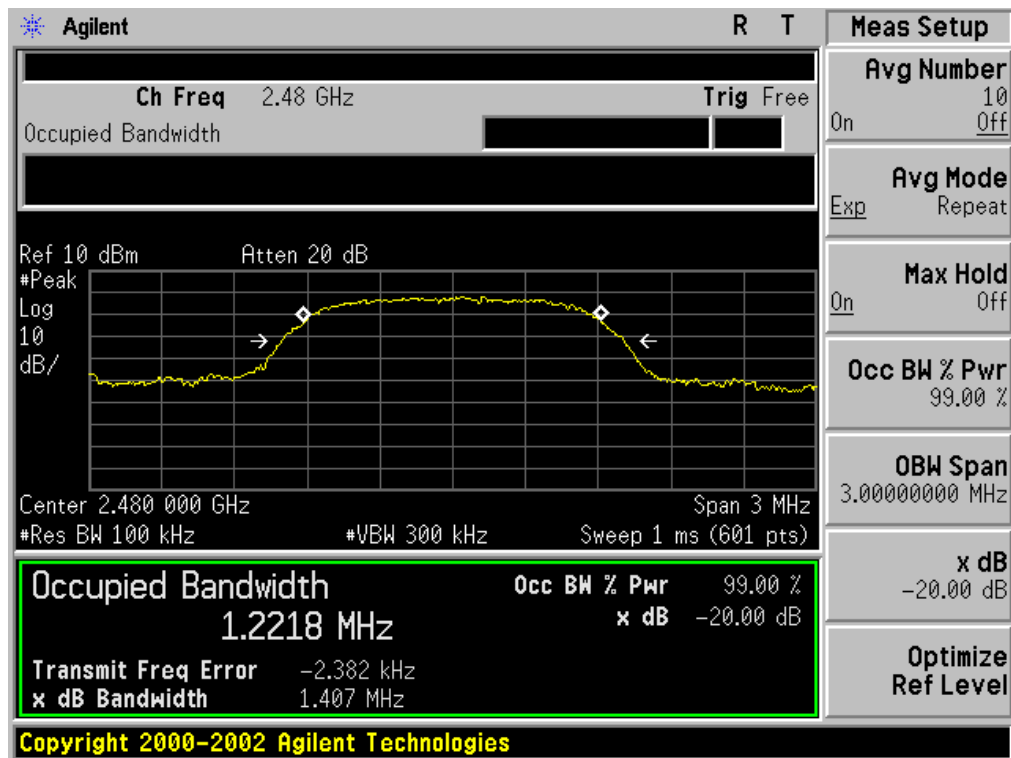 Agilent R T
Ch Freq 2.48 GHz Trig Free
Occupied Bandwidth
Ref 10 dBm Atten 20 dB
#Peak
Log
10
dB/
Center 2.480 000 GHz Span 3 MHz
#Res BW 100 kHz #VBW 300 kHz Sweep 1 ms (601 pts)
Occupied Bandwidth Occ BW % Pwr 99.00 %
1.2218 MHz x dB -20.00 dB
Transmit Freq Error -2.382 kHz
x dB Bandwidth 1.407 MHz
Copyright 2000-2002 Agilent Technologies
Meas Setup
Avg Number
10
On Off
Avg Mode
Exp Repeat
Max Hold
On Off
Occ BW % Pwr
99.00 %
OBW Span
3.00000000 MHz
x dB
-20.00 dB
Optimize
Ref Level